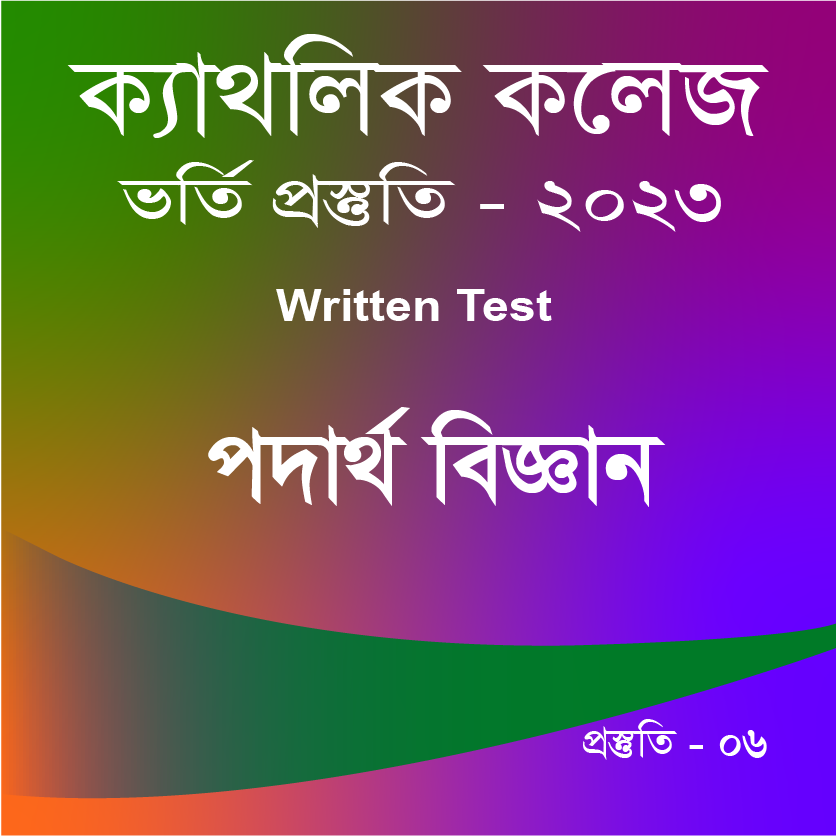 ক্যাথলিক কলেজ
ভর্তি প্রস্তুতি - ২০২৩
Written Test
পদার্থ বিজ্ঞান
প্রস্তুতি - ০৬